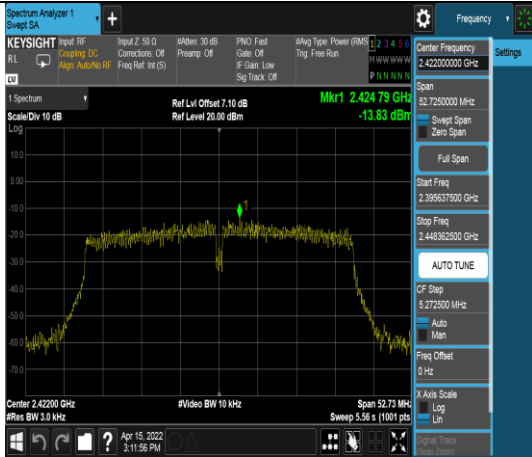 Spectrum Analyzer 1
Swept SA
+
Frequency
KEYSIGHT
RL
Input: RF
Coupling: DC
Align: Auto/No RF
Input Z: 50 Ω
Corrections: Off
Freq Ref: Int (S)
#Atten: 30 dB
Preamp: Off
PNO: Fast
Gate: Off
IF Gain: Low
Sig Track: Off
#Avg Type: Power (RMS
Trig: Free Run
1 2 3 4 5 6
M W W W W W
P N N N N N
LXI
1 Spectrum
Scale/Div 10 dB
Log
Ref Lvl Offset 7.10 dB
Ref Level 20.00 dBm
Mkr1 2.424 79 GHz
-13.83 dBm
10.0
0.00
-10.0
-20.0
-30.0
-40.0
-50.0
-60.0
-70.0
1
Center 2.42200 GHz
#Res BW 3.0 kHz
#Video BW 10 kHz
Span 52.73 MHz
Sweep 5.56 s (1001 pts)
?
Apr 15, 2022
3:11:56 PM
Center Frequency
2.422000000 GHz
Settings
Span
52.7250000 MHz
Swept Span
Zero Span
Full Span
Start Freq
2.395637500 GHz
Stop Freq
2.448362500 GHz
AUTO TUNE
CF Step
5.272500 MHz
Auto
Man
Freq Offset
0 Hz
X Axis Scale
Log
Lin
Signal Track
(Span Zoom)